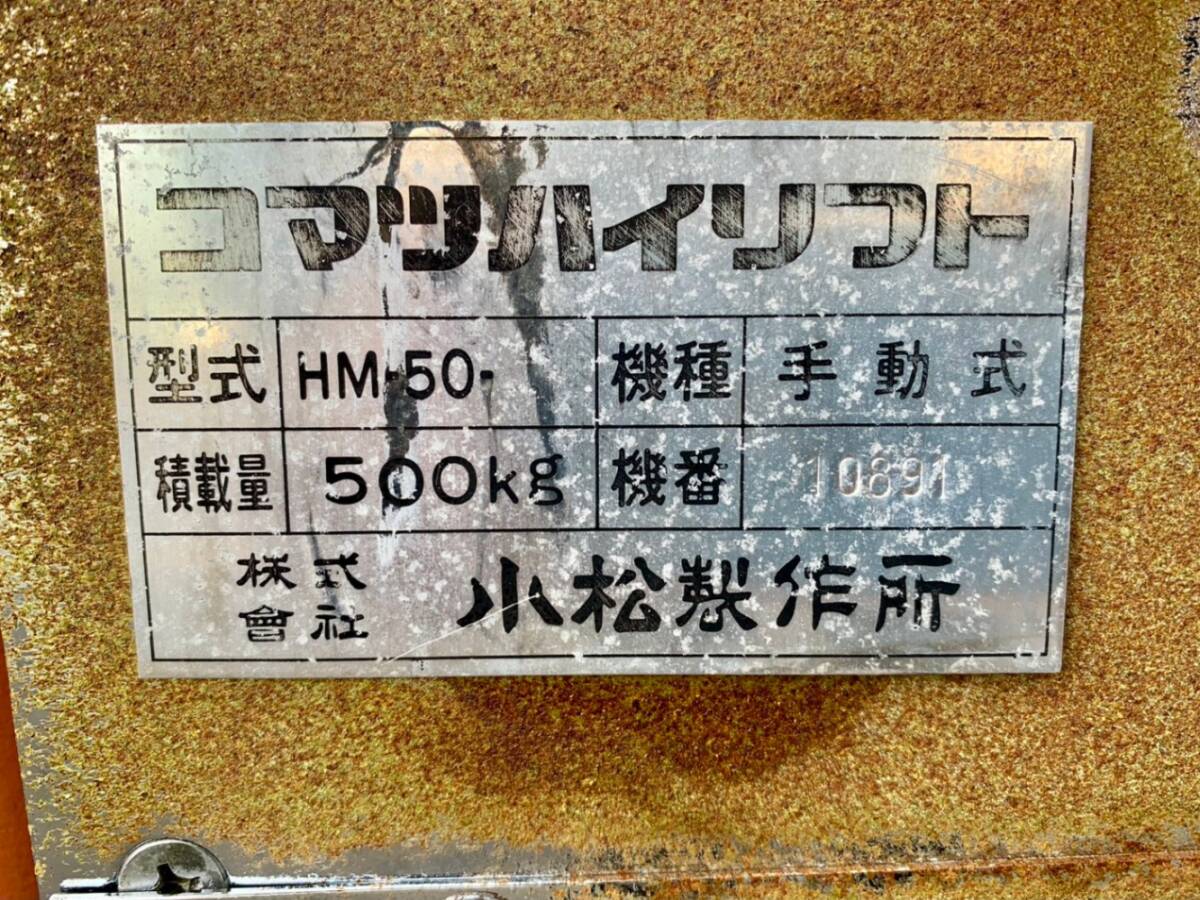 コマツハイリフト
型式 HM-50- 機種 手動式
積載量 500kg 機番 10891
株式會社 小松製作所